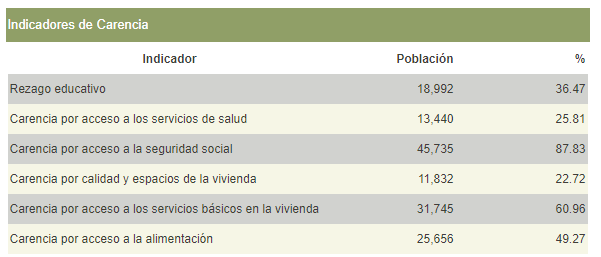 Indicadores de Carencia
Indicador Población %
Rezago educativo 18,992 36.47
Carencia por acceso a los servicios de salud 13,440 25.81
Carencia por acceso a la seguridad social 45,735 87.83
Carencia por calidad y espacios de la vivienda 11,832 22.72
Carencia por acceso a los servicios básicos en la vivienda 31,745 60.96
Carencia por acceso a la alimentación 25,656 49.27